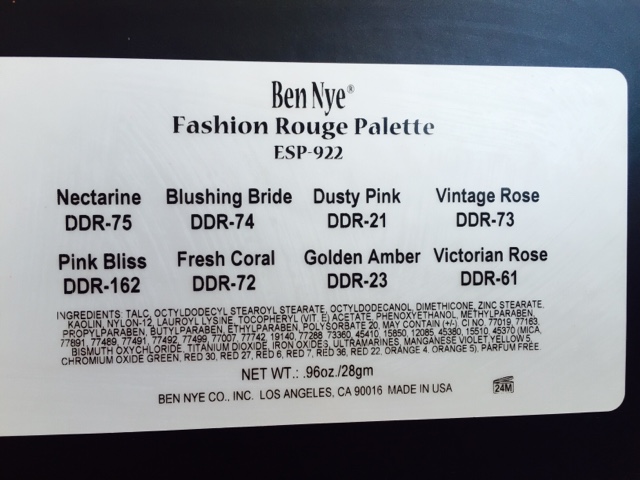 Ben Nye®
Fashion Rouge Palette
ESP-922
Nectarine Blushing Bride Dusty Pink Vintage Rose
DDR-75 DDR-74 DDR-21 DDR-73
Pink Bliss Fresh Coral Golden Amber Victorian Rose
DDR-162 DDR-72 DDR-23 DDR-61
INGREDIENTS: TALC, OCTYLDODECYL STEAROYL STEARATE, OCTYLDODECANOL, DIMETHICONE, ZINC STEARATE,
KAOLIN, NYLON-12, LAUROYL LYSINE, TOCOPHERYL (VIT. E) ACETATE, PHENOXYETHANOL, METHYLPARABEN,
PROPYLPARABEN, BUTYLPARABEN, ETHYLPARABEN, POLYSORBATE 20, MAY CONTAIN (+/-): CI NO. 77019, 77163,
77891, 77489, 77491, 77492, 77499, 77007, 77742, 19140, 77288 73360, 45410, 15850, 12085, 45380, 15510, 45370 (MICA,
BISMUTH OXYCHLORIDE, TITANIUM DIOXIDE, IRON OXIDES, ULTRAMARINES, MANGANESE VIOLET YELLOW 5,
CHROMIUM OXIDE GREEN, RED 30, RED 27, RED 6, RED 7, RED 36, RED 22, ORANGE 4, ORANGE 5), PARFUM FREE.
NET WT.: .96oz./28gm
BEN NYE CO., INC. LOS ANGELES, CA 90016 MADE IN USA
24M